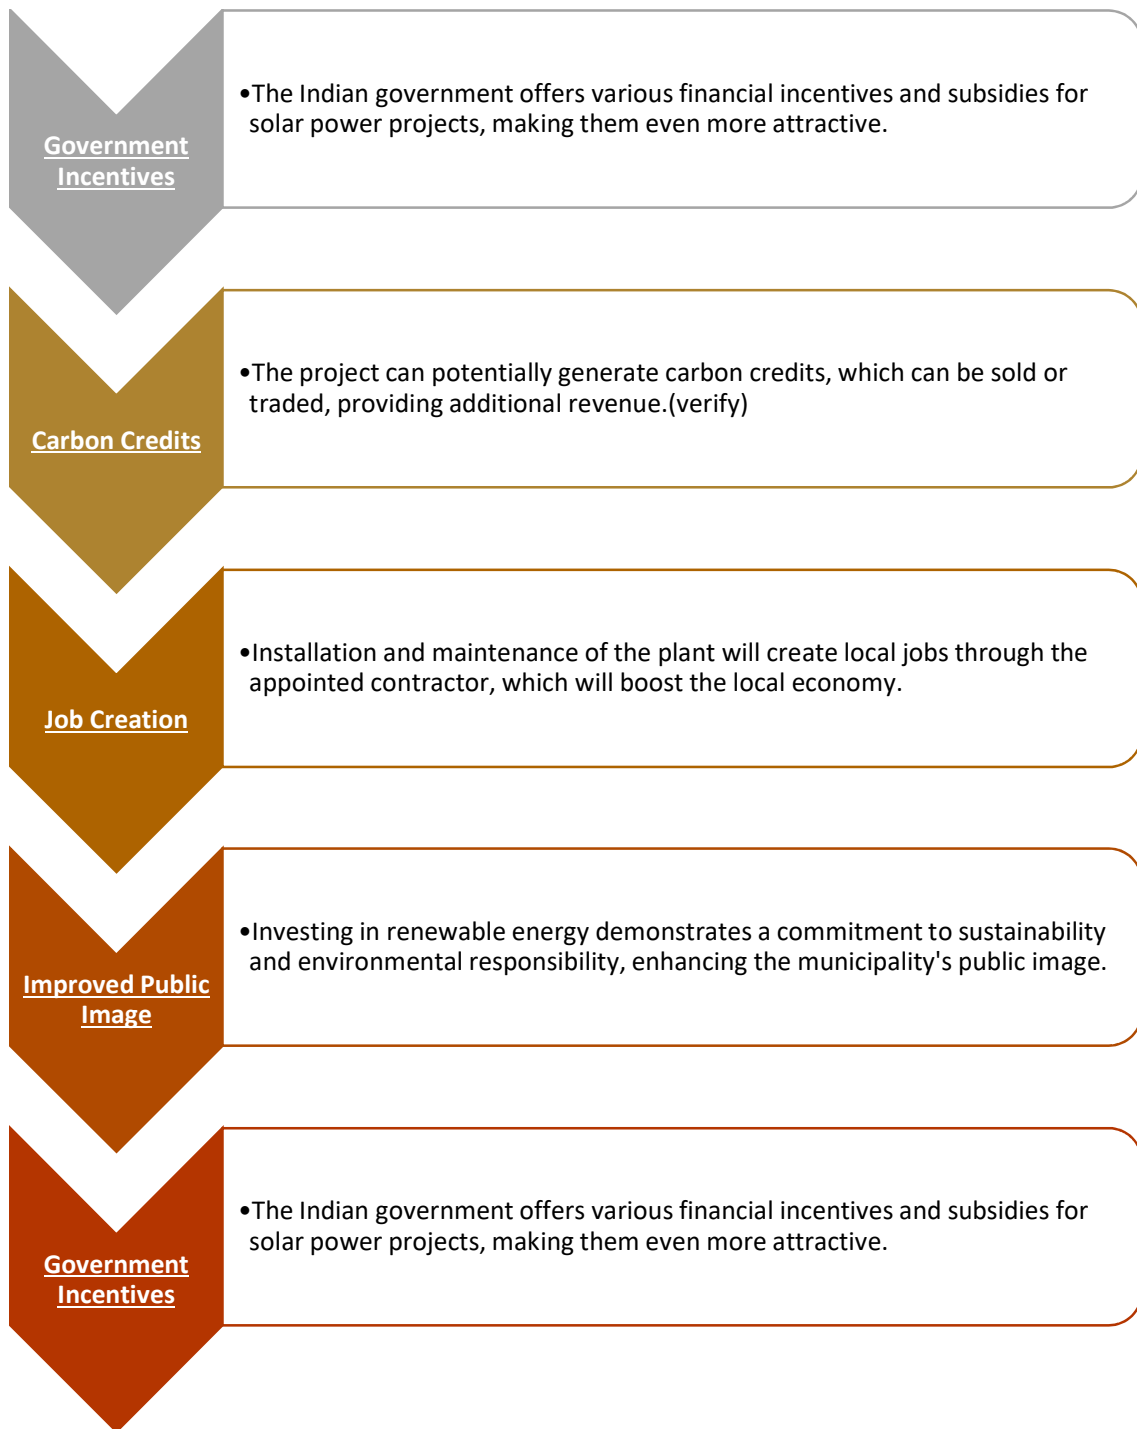 Government
Incentives
•The Indian government offers various financial incentives and subsidies for
solar power projects, making them even more attractive.
Carbon Credits
•The project can potentially generate carbon credits, which can be sold or
traded, providing additional revenue.(verify)
Job Creation
•Installation and maintenance of the plant will create local jobs through the
appointed contractor, which will boost the local economy.
Improved Public
Image
•Investing in renewable energy demonstrates a commitment to sustainability
and environmental responsibility, enhancing the municipality's public image.
Government
Incentives
•The Indian government offers various financial incentives and subsidies for
solar power projects, making them even more attractive.